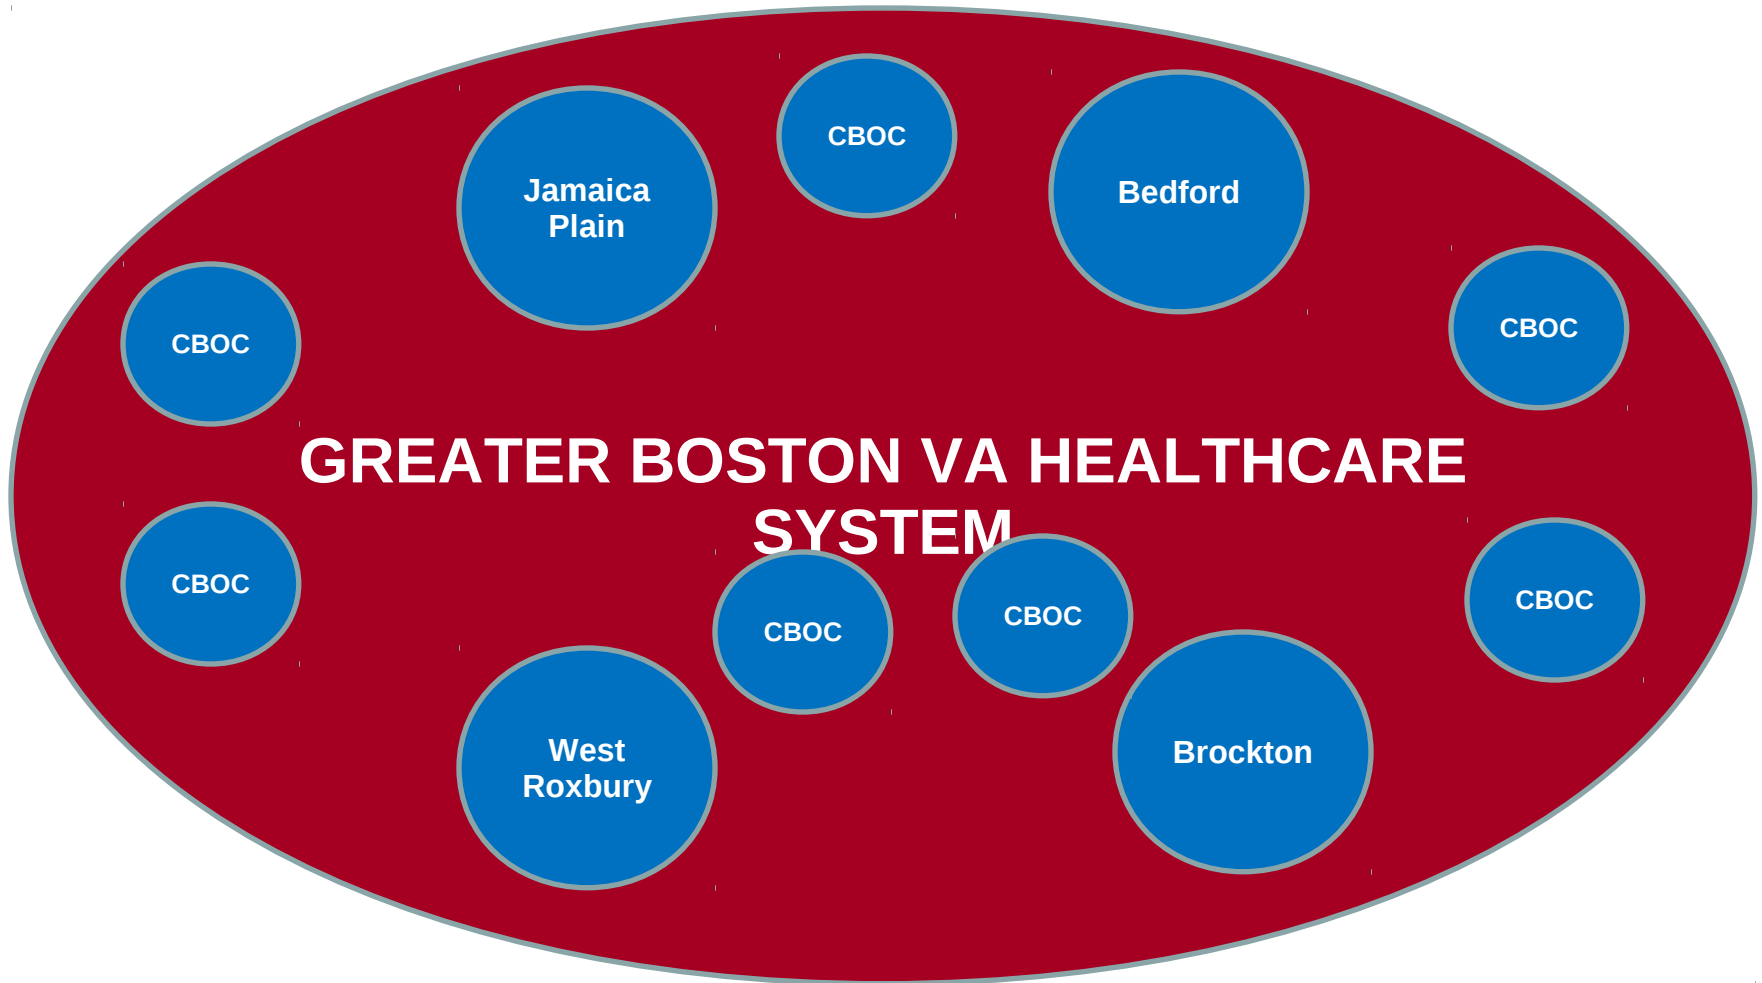 CBOC
Jamaica
Plain
Bedford
CBOC
CBOC
GREATER BOSTON VA HEALTHCARE
SYSTEM
CBOC
CBOC
CBOC
CBOC
West
Roxbury
Brockton